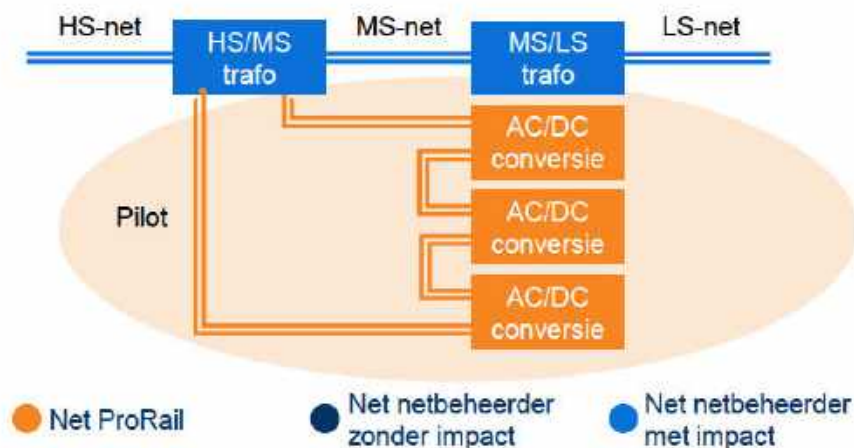 HS-net
HS/MS
trafo
MS-net
MS/LS
trafo
LS-net
AC/DC
conversie
Pilot
AC/DC
conversie
AC/DC
conversie
Net ProRail
Net netbeheerder
zonder impact
Net netbeheerder
met impact